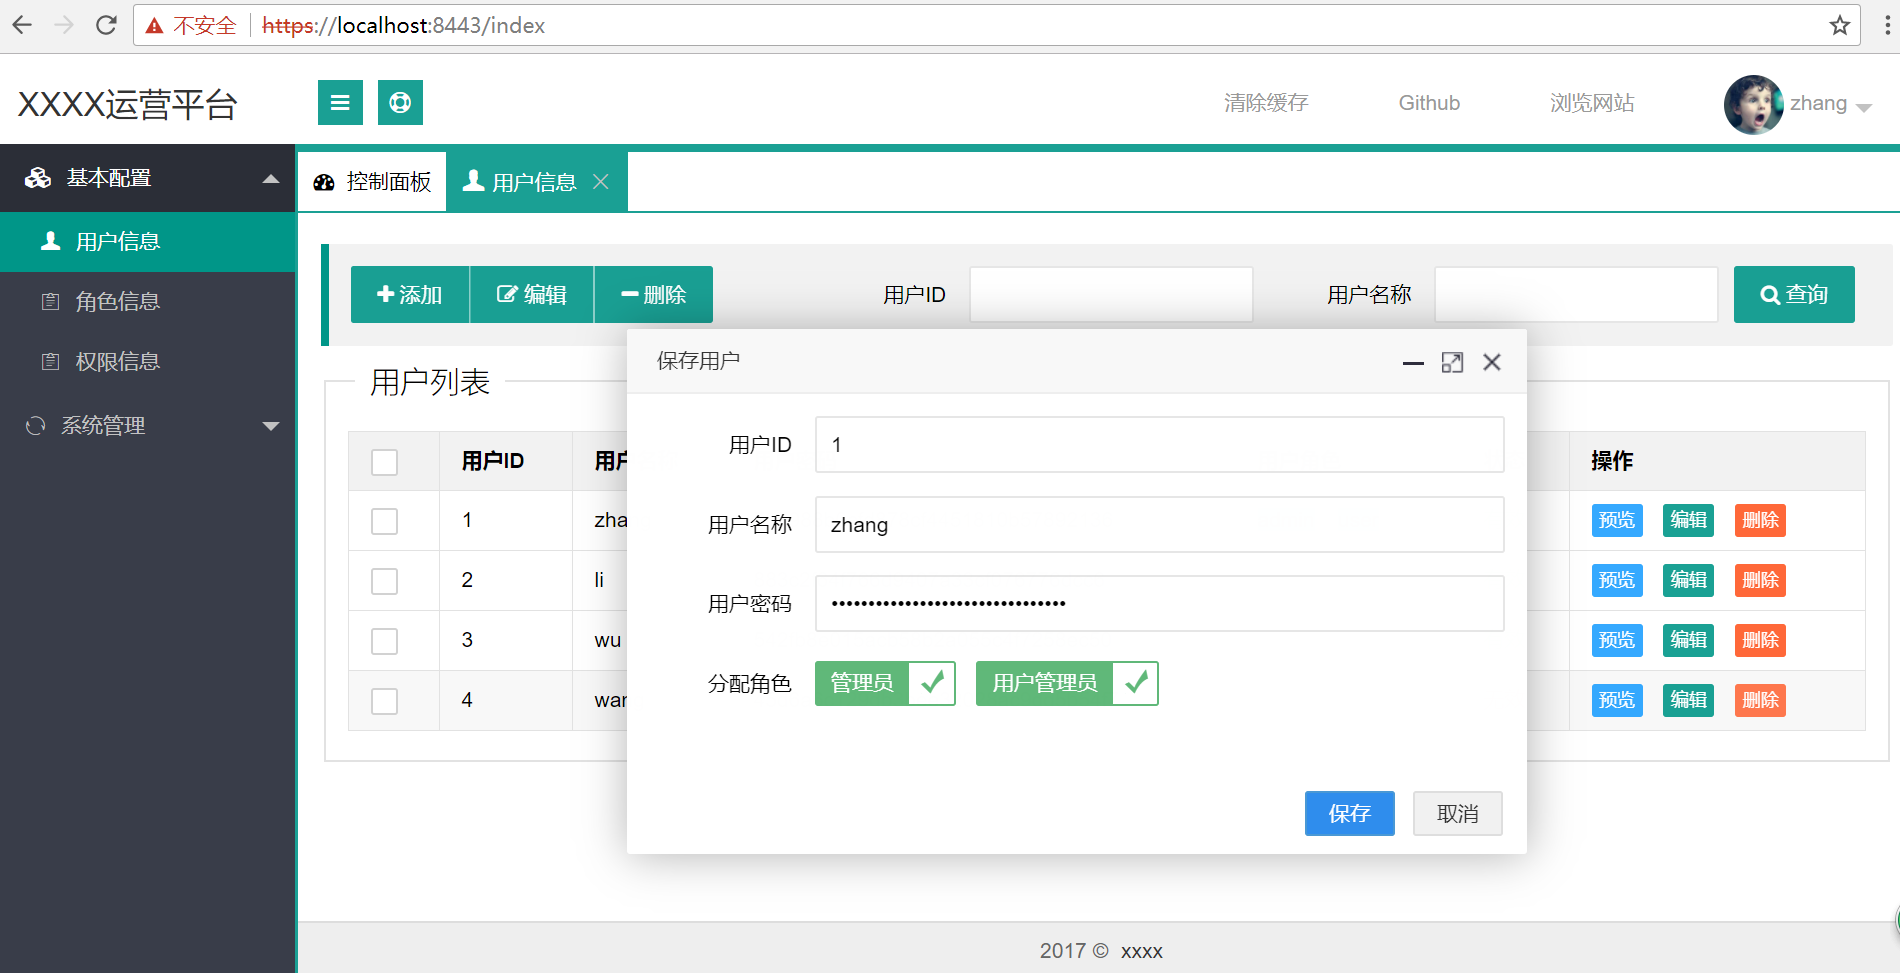 不安全 https://localhost:8443/index
XXXX运营平台 清除缓存 Github 浏览网站 zhang
基本配置
用户信息
角色信息
权限信息
系统管理
控制面板 用户信息
添加 编辑 删除 用户ID 用户名称 查询
用户列表
用户ID 用户 操作
1 zha 预览 编辑 删除
2 li 预览 编辑 删除
3 wu 预览 编辑 删除
4 wan 预览 编辑 删除
保存用户
用户ID 1
用户名称 zhang
用户密码 ••••••••••••••••••••••••••••••••
分配角色 管理员 用户管理员
保存 取消
2017 © xxxx